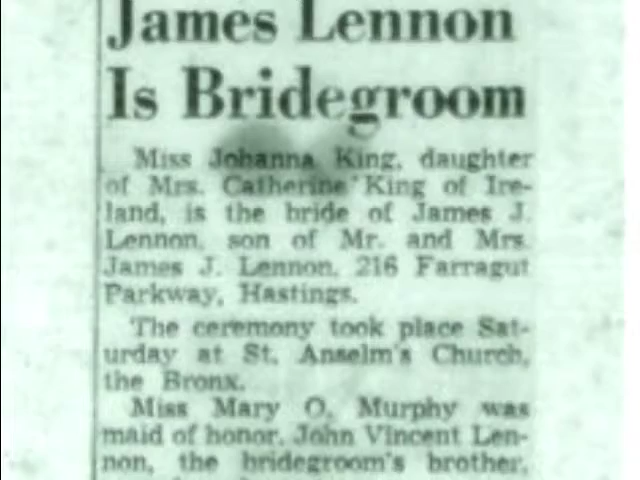 James Lennon
Is Bridegroom
Miss Johanna King, daughter
of Mrs. Catherine King of Ire-
land, is the bride of James J.
Lennon, son of Mr. and Mrs.
James J. Lennon, 216 Farragut
Parkway, Hastings.
The ceremony took place Sat-
urday at St. Anselm's Church,
the Bronx.
Miss Mary O. Murphy was
maid of honor. John Vincent Len-
non, the bridegroom's brother,